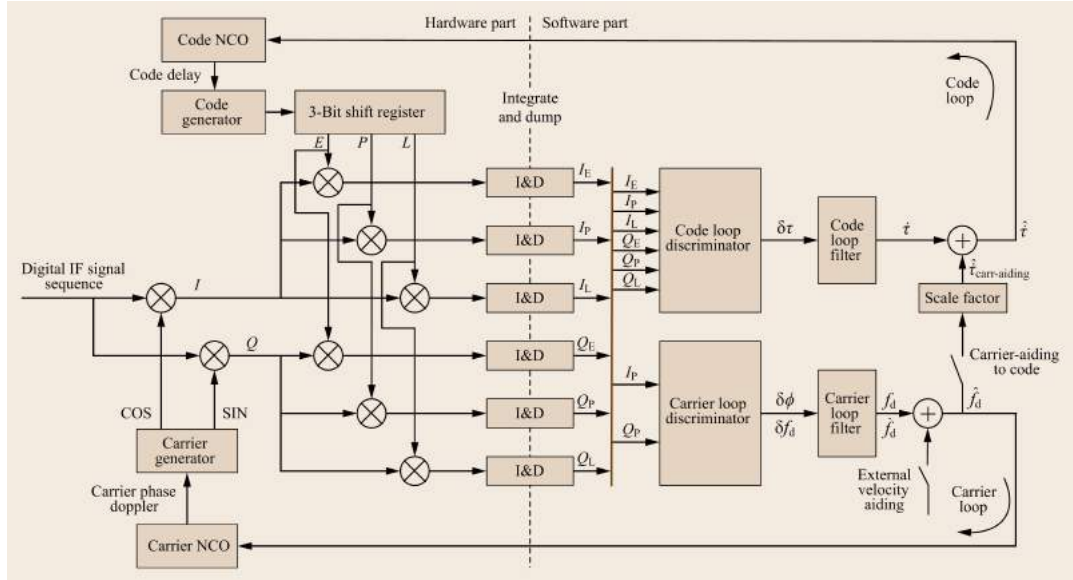 Hardware part
Software part
Code NCO
Code delay
Code
generator
3-Bit shift register
E
P
L
Integrate
and dump
Code
loop
I&D
I_E
I&D
I_P
I&D
I_L
I&D
Q_E
I&D
Q_P
I&D
Q_L
I_E
I_P
I_L
Q_E
Q_P
Q_L
Code loop
discriminator
δτ
Code
loop
filter
τ̇
+
τ̂̇
τ̂̇carr-aiding
Scale factor
Carrier-aiding
to code
Digital IF signal
sequence
I
Q
COS
SIN
Carrier
generator
Carrier phase
doppler
Carrier NCO
I_P
Q_P
Carrier loop
discriminator
δϕ
δf_d
Carrier
loop
filter
f_d
ḟ_d
+
f̂_d
External
velocity
aiding
Carrier
loop